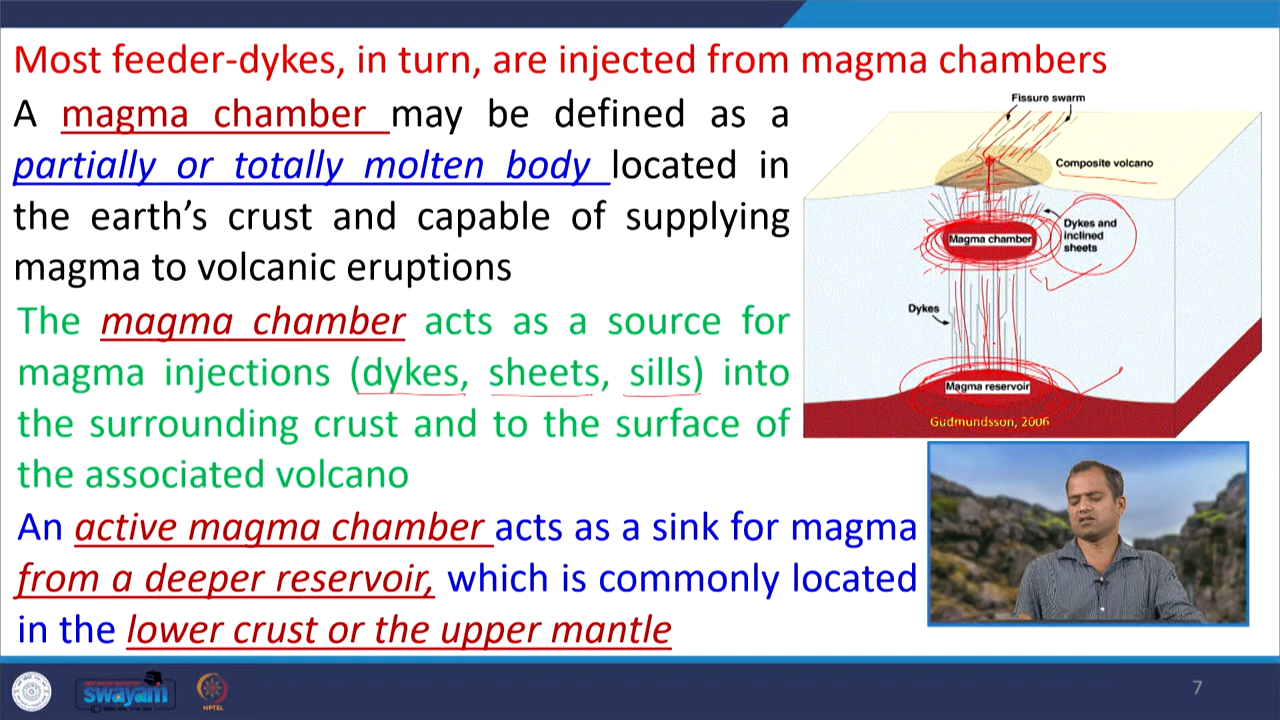 Most feeder-dykes, in turn, are injected from magma chambers
A magma chamber may be defined as a
partially or totally molten body located in
the earth's crust and capable of supplying
magma to volcanic eruptions
The magma chamber acts as a source for
magma injections (dykes, sheets, sills) into
the surrounding crust and to the surface of
the associated volcano
An active magma chamber acts as a sink for magma
from a deeper reservoir, which is commonly located
in the lower crust or the upper mantle
Fissure swarm
Composite volcano
Dykes and
inclined
sheets
Magma chamber
Dykes
Magma reservoir
Gudmundsson, 2006
swayam
NPTEL
7